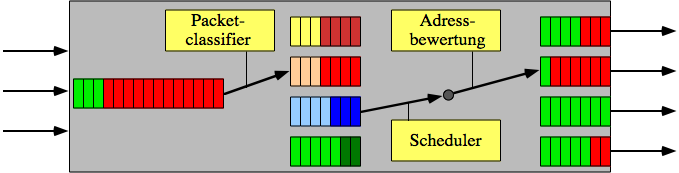 Packet-
classifier
Adress-
bewertung
Scheduler